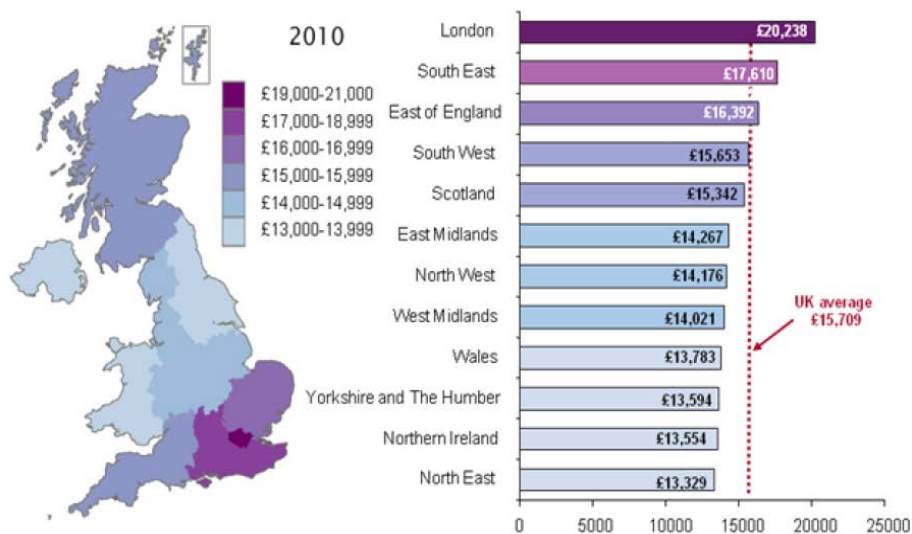 2010
£19,000-21,000
£17,000-18,999
£16,000-16,999
£15,000-15,999
£14,000-14,999
£13,000-13,999
London £20,238
South East £17,610
East of England £16,392
South West £15,653
Scotland £15,342
East Midlands £14,267
North West £14,176
West Midlands £14,021
UK average
£15,709
Wales £13,783
Yorkshire and The Humber £13,594
Northern Ireland £13,554
North East £13,329
0 5000 10000 15000 20000 25000